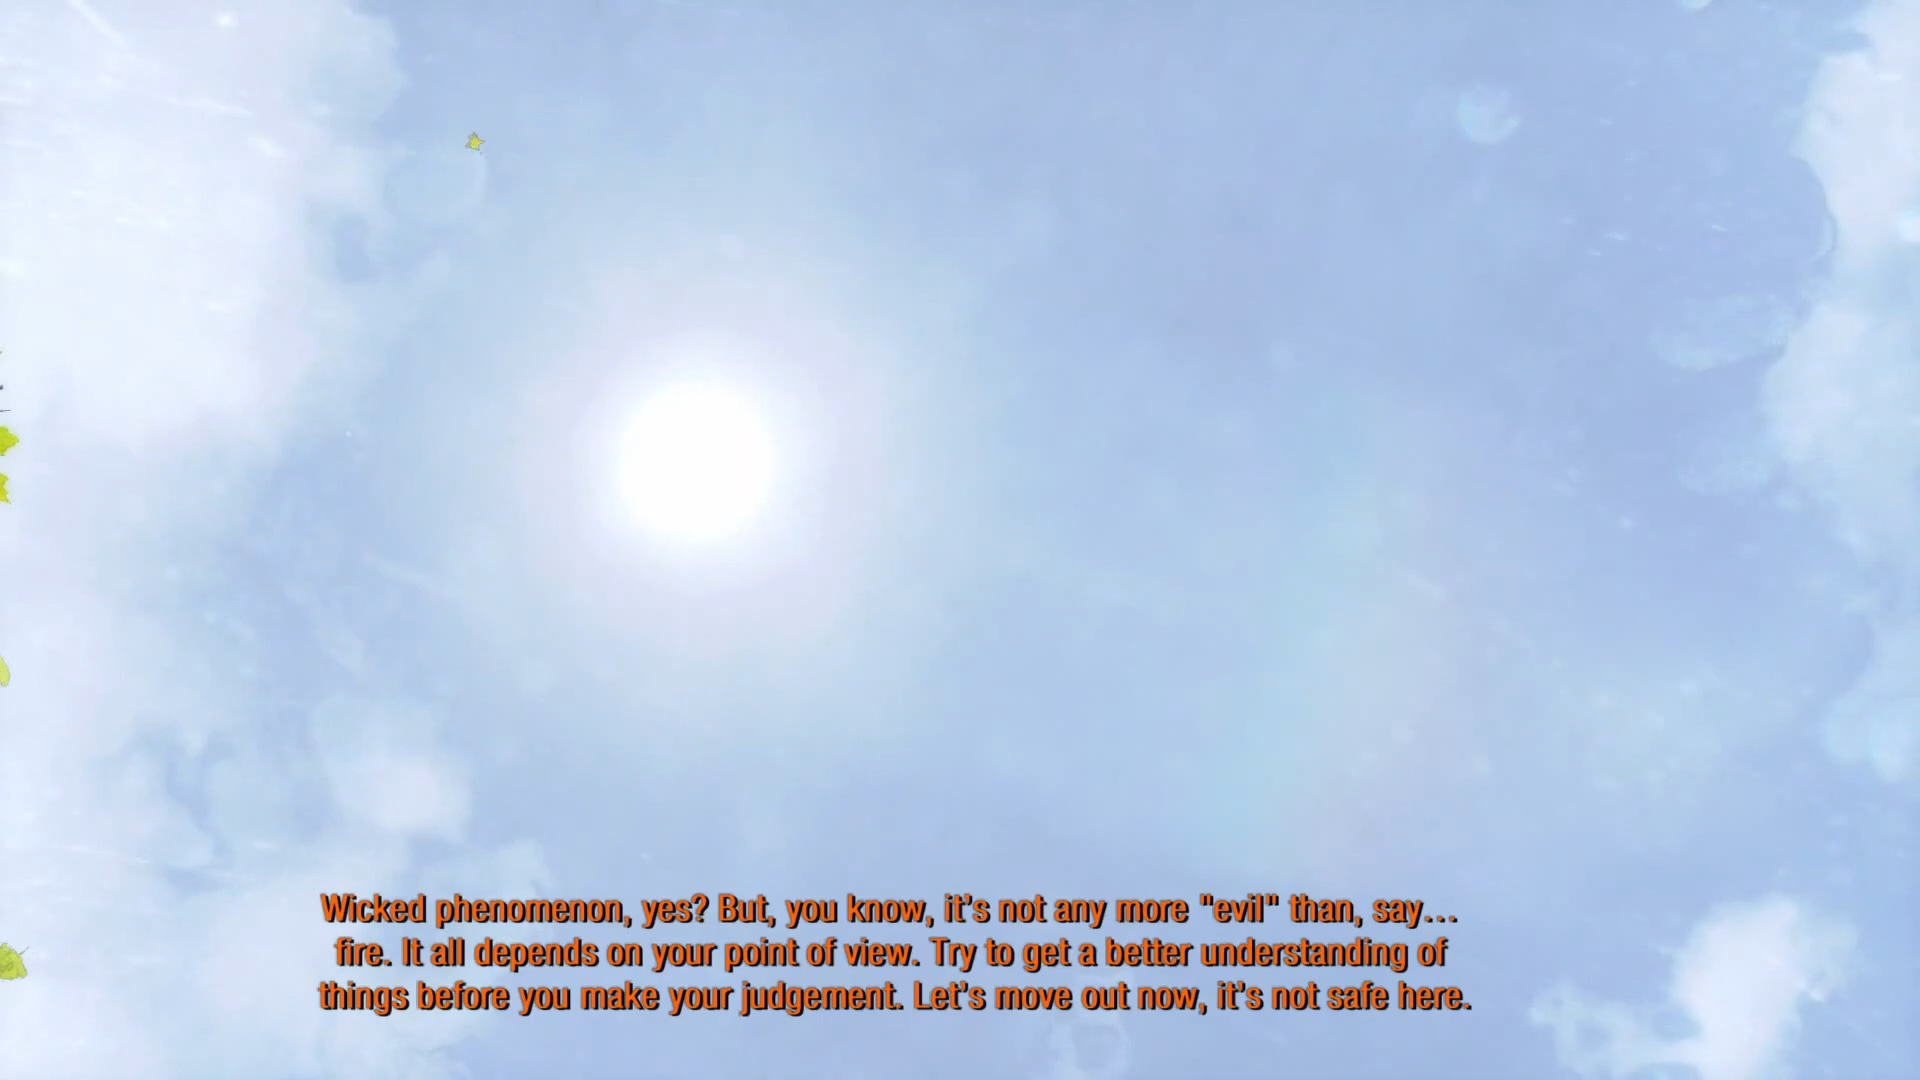 Wicked phenomenon, yes? But, you know, it's not any more "evil" than, say...
fire. It all depends on your point of view. Try to get a better understanding of
things before you make your judgement. Let's move out now, it's not safe here.